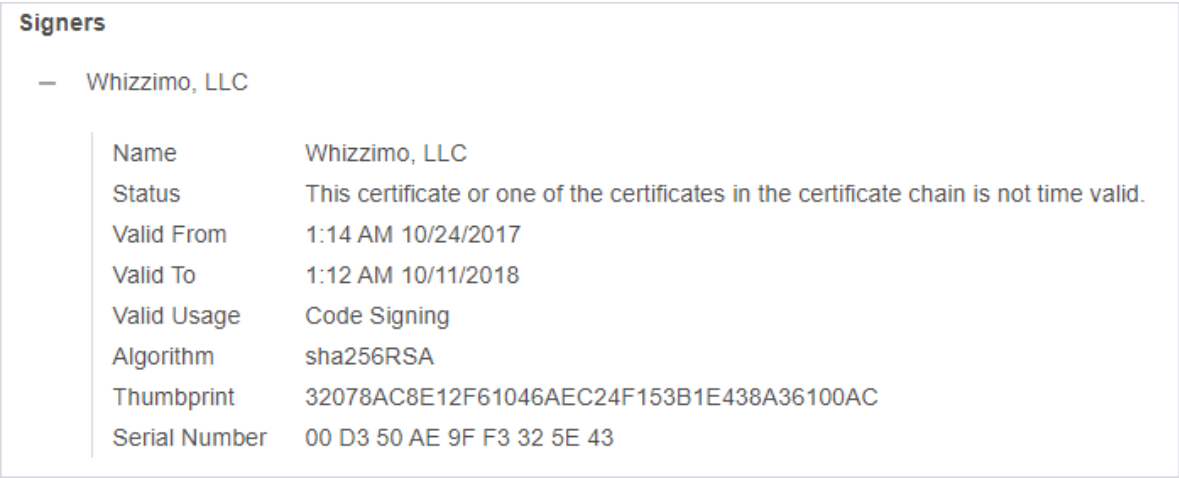 Signers
Whizzimo, LLC
Name Whizzimo, LLC
Status This certificate or one of the certificates in the certificate chain is not time valid.
Valid From 1:14 AM 10/24/2017
Valid To 1:12 AM 10/11/2018
Valid Usage Code Signing
Algorithm sha256RSA
Thumbprint 32078AC8E12F61046AEC24F153B1E438A36100AC
Serial Number 00 D3 50 AE 9F F3 32 5E 43